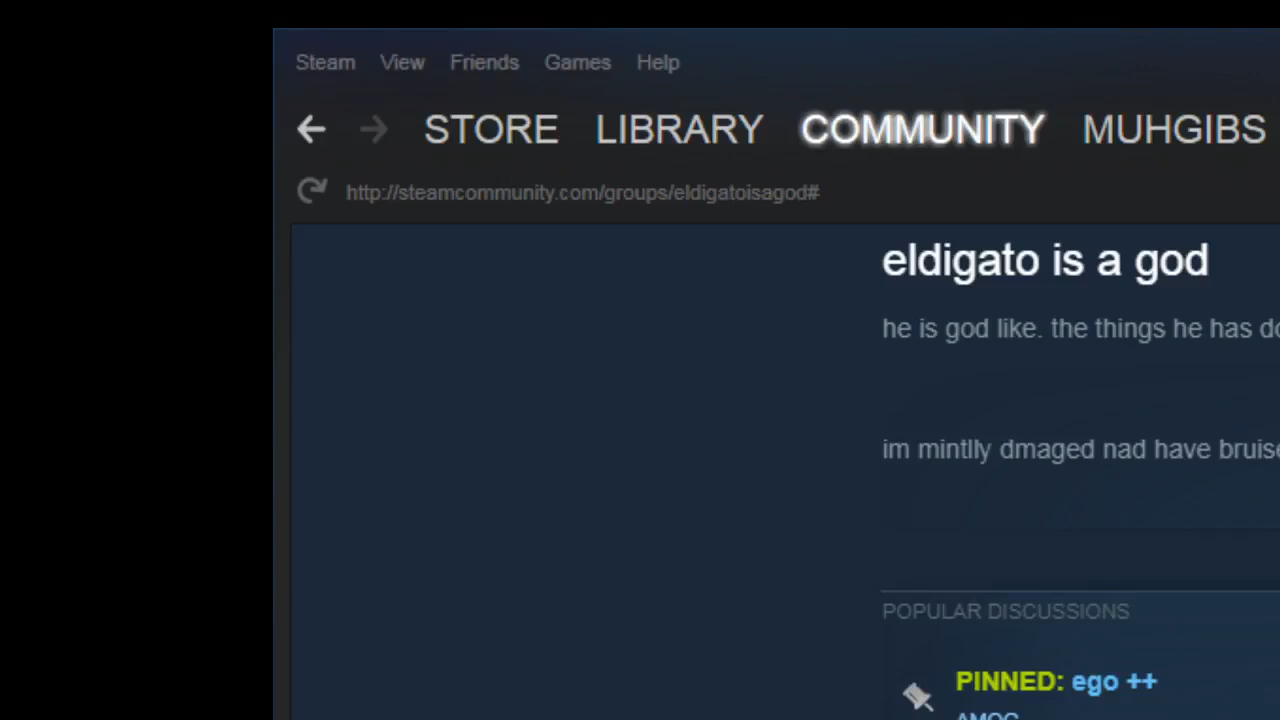 Steam View Friends Games Help
STORE LIBRARY COMMUNITY MUHGIBS
http://steamcommunity.com/groups/eldigatoisagod#
eldigato is a god
he is god like. the things he has
im mintlly dmaged nad have
POPULAR DISCUSSIONS
PINNED: ego ++